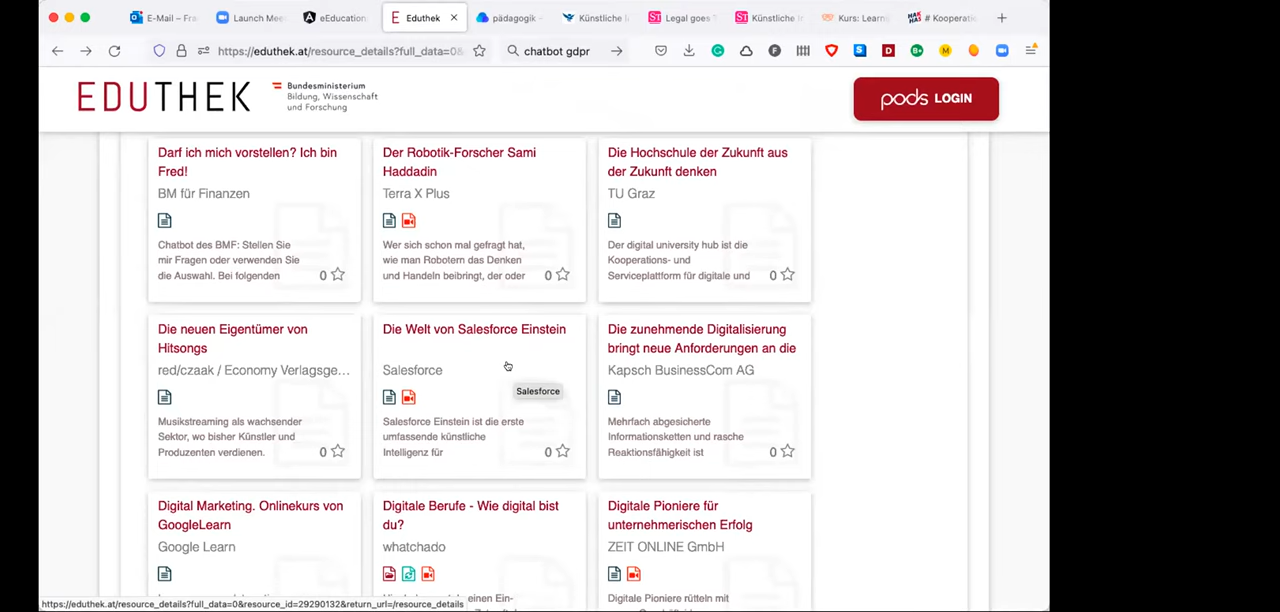 E-Mail – Fra
Launch Mee
eEducation
Eduthek
pädagogik -
Künstliche I
Legal goes T
Künstliche Ir
Kurs: Learn
# Kooperati
https://eduthek.at/resource_details?full_data=0&
chatbot gdpr
EDUTHEK
Bundesministerium
Bildung, Wissenschaft
und Forschung
pods LOGIN
Darf ich mich vorstellen? Ich bin
Fred!
BM für Finanzen
Chatbot des BMF: Stellen Sie
mir Fragen oder verwenden Sie
die Auswahl. Bei folgenden
0
Der Robotik-Forscher Sami
Haddadin
Terra X Plus
Wer sich schon mal gefragt hat,
wie man Robotern das Denken
und Handeln beibringt, der oder
0
Die Hochschule der Zukunft aus
der Zukunft denken
TU Graz
Der digital university hub ist die
Kooperations- und
Serviceplattform für digitale und
0
Die neuen Eigentümer von
Hitsongs
red/czaak / Economy Verlagsge...
Musikstreaming als wachsender
Sektor, wo bisher Künstler und
Produzenten verdienen.
0
Die Welt von Salesforce Einstein
Salesforce
Salesforce
Salesforce Einstein ist die erste
umfassende künstliche
Intelligenz für
0
Die zunehmende Digitalisierung
bringt neue Anforderungen an die
Kapsch BusinessCom AG
Mehrfach abgesicherte
Informationsketten und rasche
Reaktionsfähigkeit ist
0
Digital Marketing. Onlinekurs von
GoogleLearn
Google Learn
Digitale Berufe - Wie digital bist
du?
whatchado
einen Ein-
Digitale Pioniere für
unternehmerischen Erfolg
ZEIT ONLINE GmbH
Digitale Pioniere rütteln mit
https://eduthek.at/resource_details?full_data=0&resource_id=29290132&return_url=/resource_details